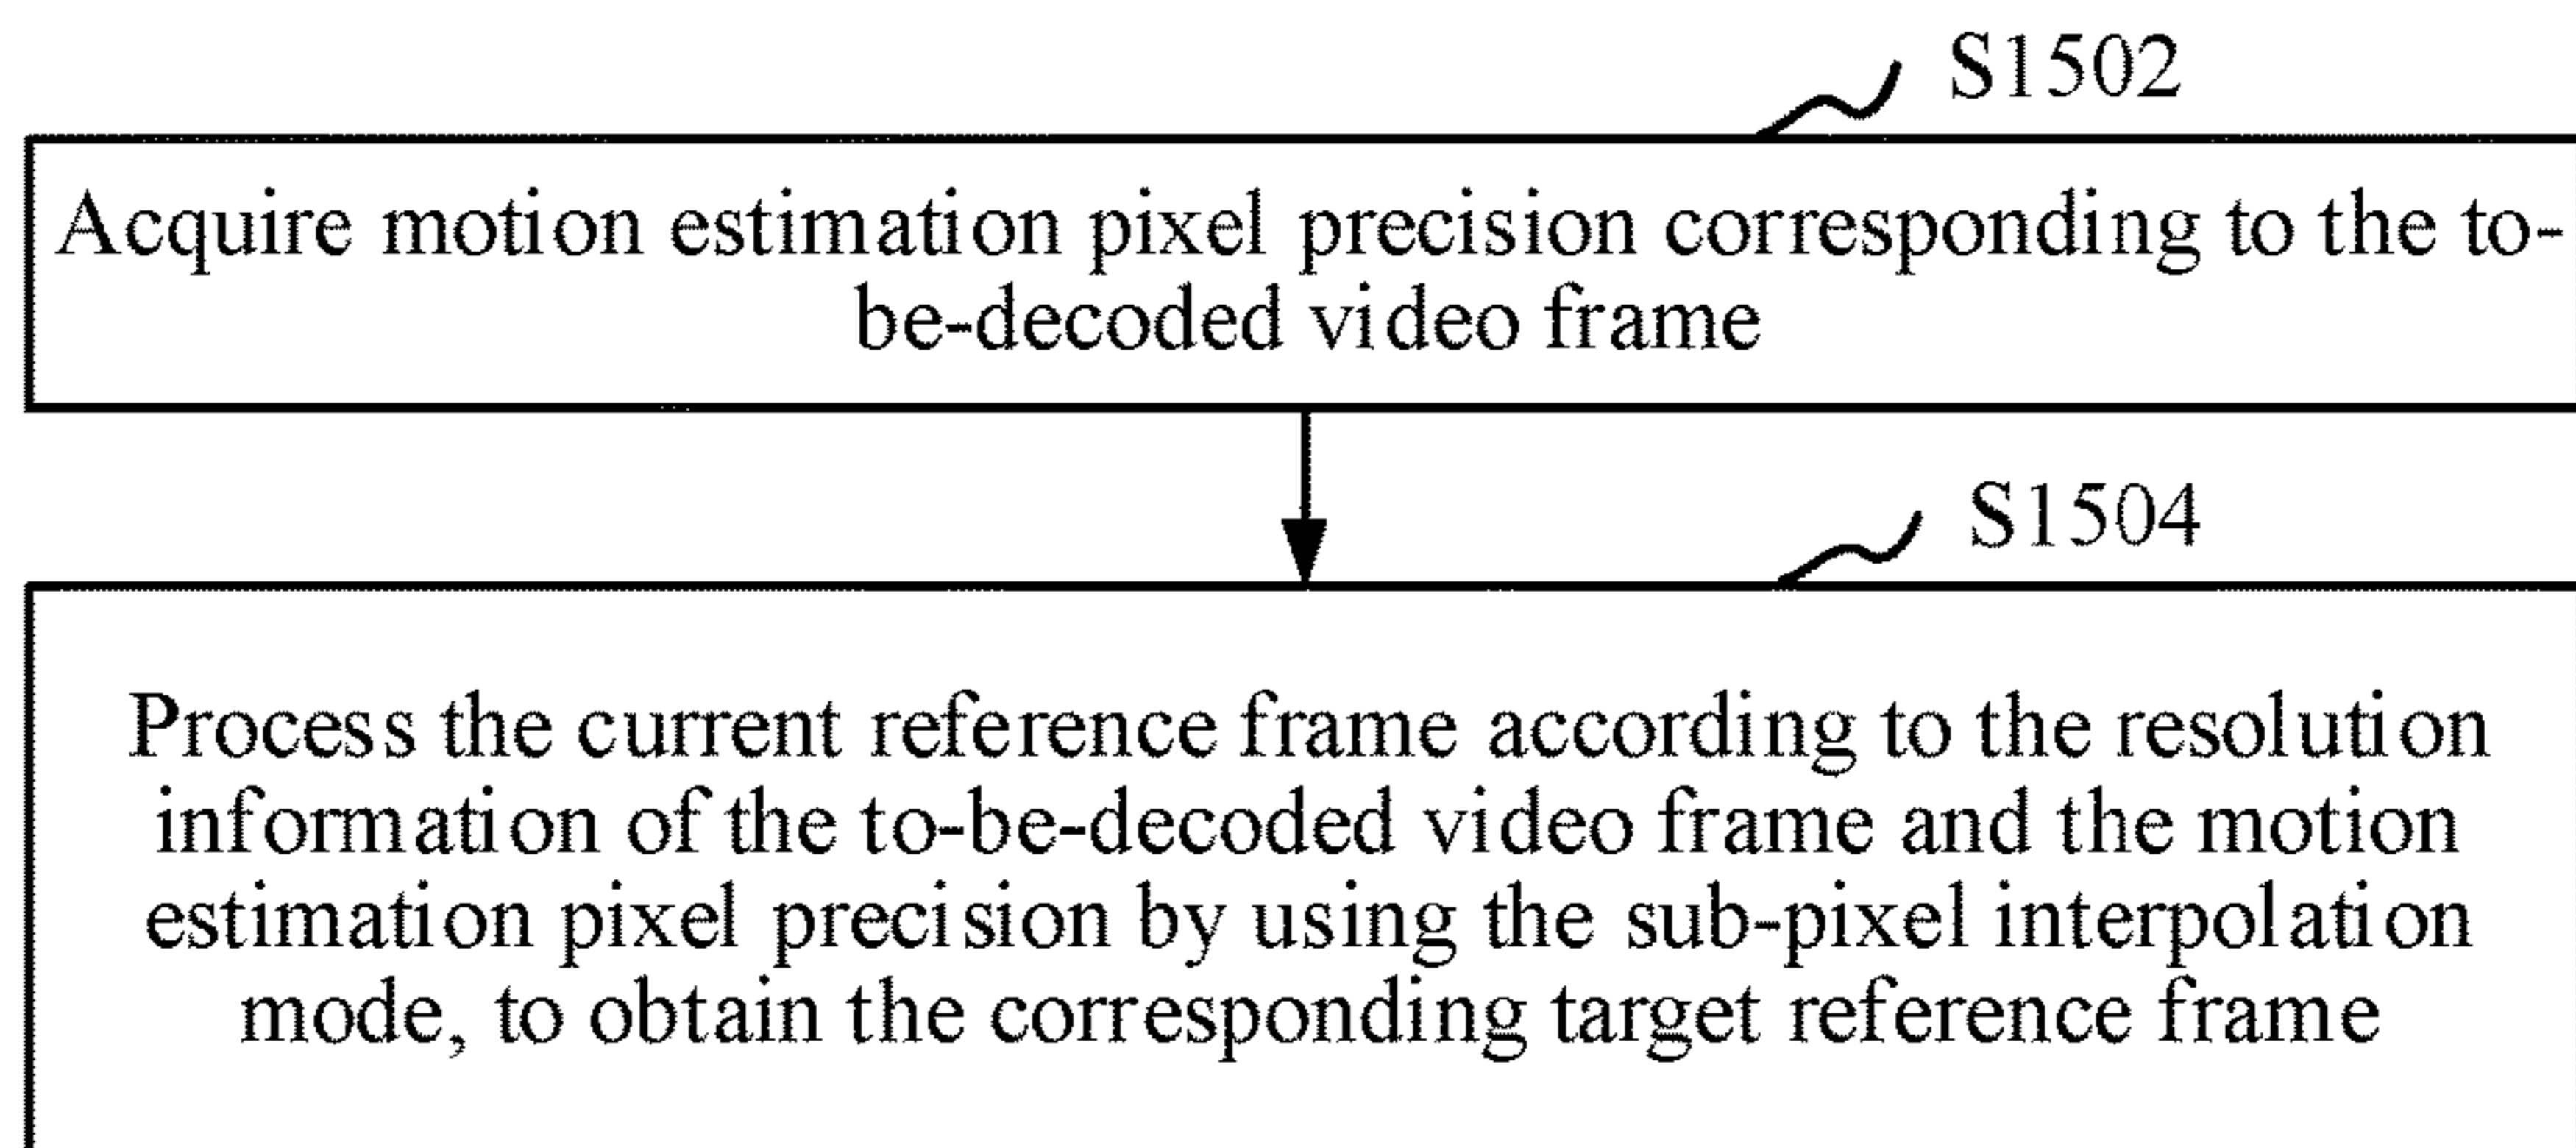 S1502
Acquire motion estimation pixel precision corresponding to the to-
be-decoded video frame
S1504
Process the current reference frame according to the resolution
information of the to-be-decoded video frame and the motion
estimation pixel precision by using the sub-pixel interpolation
mode, to obtain the corresponding target reference frame